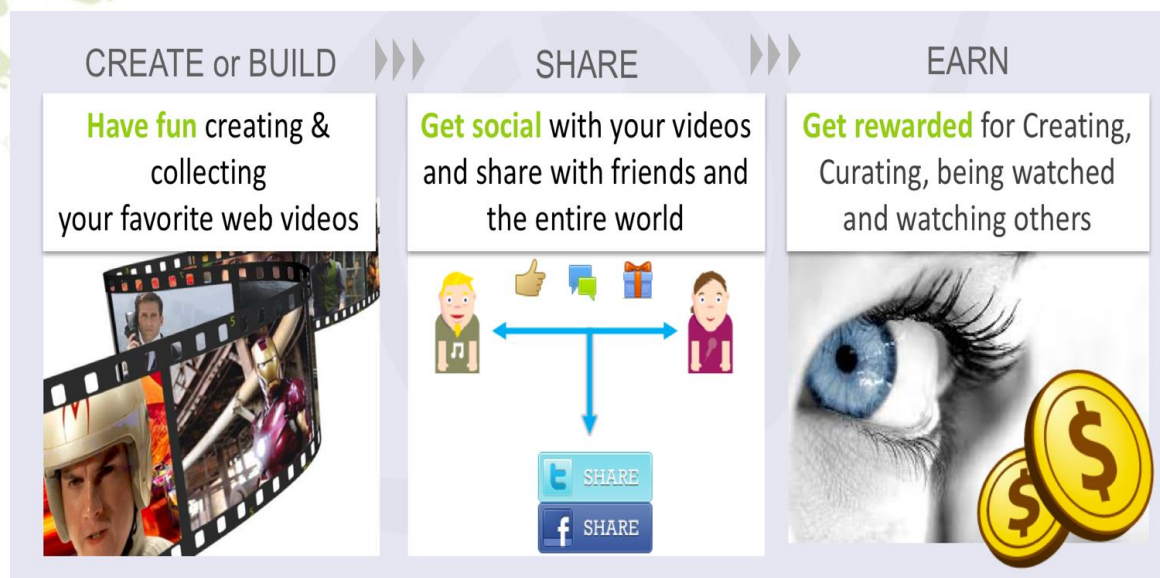 CREATE or BUILD
Have fun creating &
collecting
your favorite web videos
SHARE
Get social with your videos
and share with friends and
the entire world
t SHARE
f SHARE
EARN
Get rewarded for Creating,
Curating, being watched
and watching others
$
$